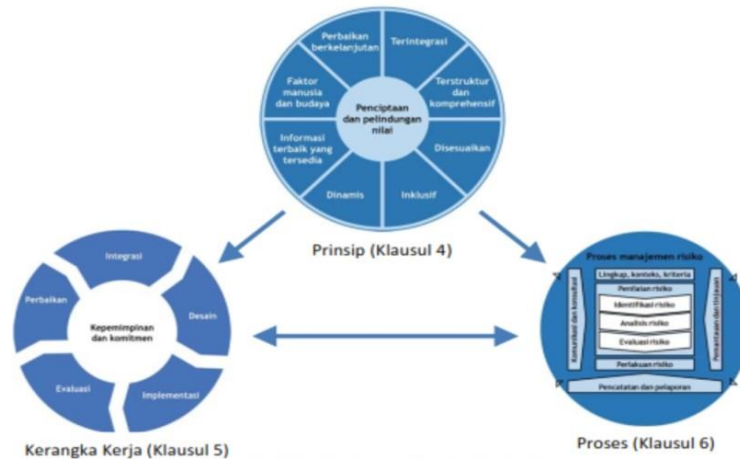 Perbaikan
berkelanjutan
Terintegrasi
Faktor
manusia
dan budaya
Terstruktur
dan
komprehensif
Penciptaan
dan pelindungan
nilai
Informasi
terbaik yang
tersedia
Disesuaikan
Dinamis
Inklusif
Prinsip (Klausul 4)
Integrasi
Perbaikan
Desain
Kepemimpinan
dan komitmen
Evaluasi
Implementasi
Kerangka Kerja (Klausul 5)
Proses manajemen risiko
Lingkup, konteks, kriteria
Penilaian risiko
Identifikasi risiko
Analisis risiko
Evaluasi risiko
Perlakuan risiko
Komunikasi dan konsultasi
Pemantauan dan tinjauan
Pencatatan dan pelaporan
Proses (Klausul 6)